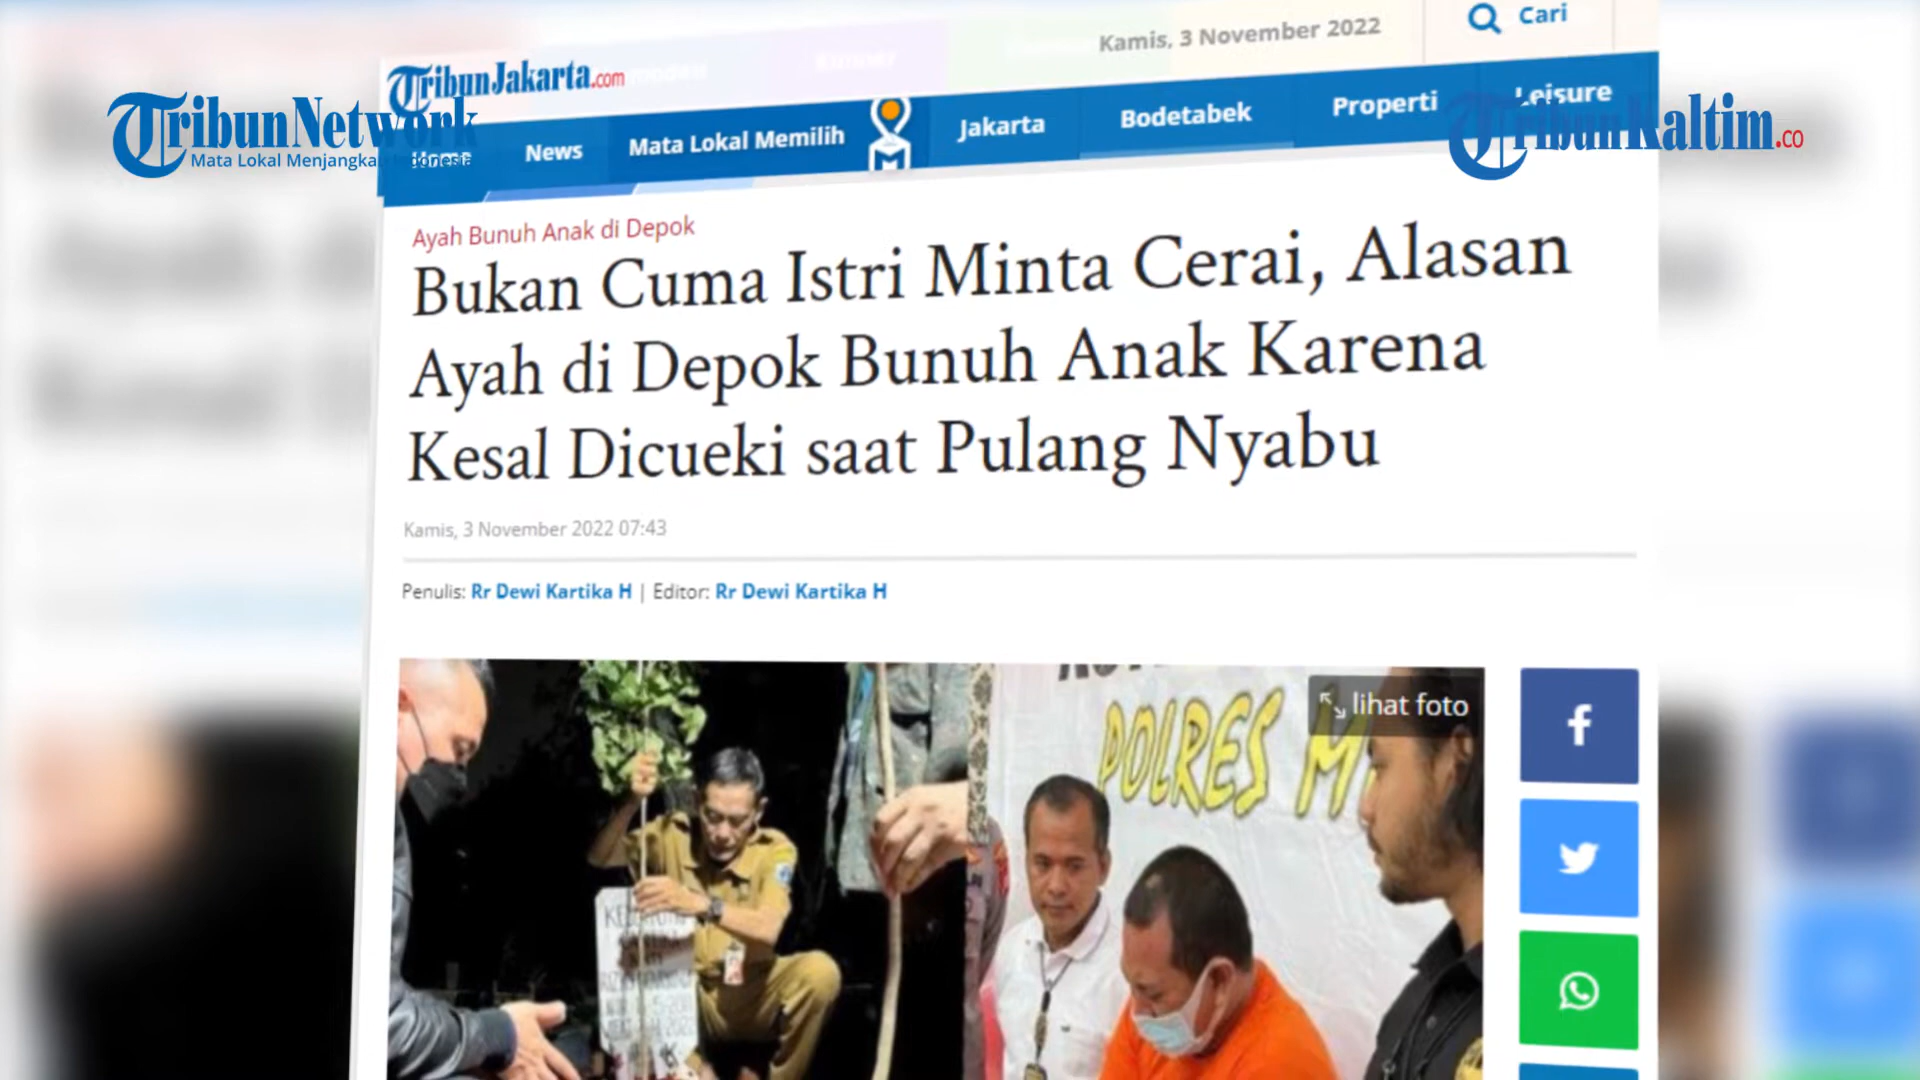 Kamis, 3 November 2022
Cari
TribunJakarta.com
TribunNetwork
Mata Lokal Menjangkau Indonesia
TribunKaltim.co
Home
News
Mata Lokal Memilih
Jakarta
Bodetabek
Properti
Leisure
Ayah Bunuh Anak di Depok
Bukan Cuma Istri Minta Cerai, Alasan
Ayah di Depok Bunuh Anak Karena
Kesal Dicueki saat Pulang Nyabu
Kamis, 3 November 2022 07:43
Penulis: Rr Dewi Kartika H | Editor: Rr Dewi Kartika H
lihat foto
POLRES M